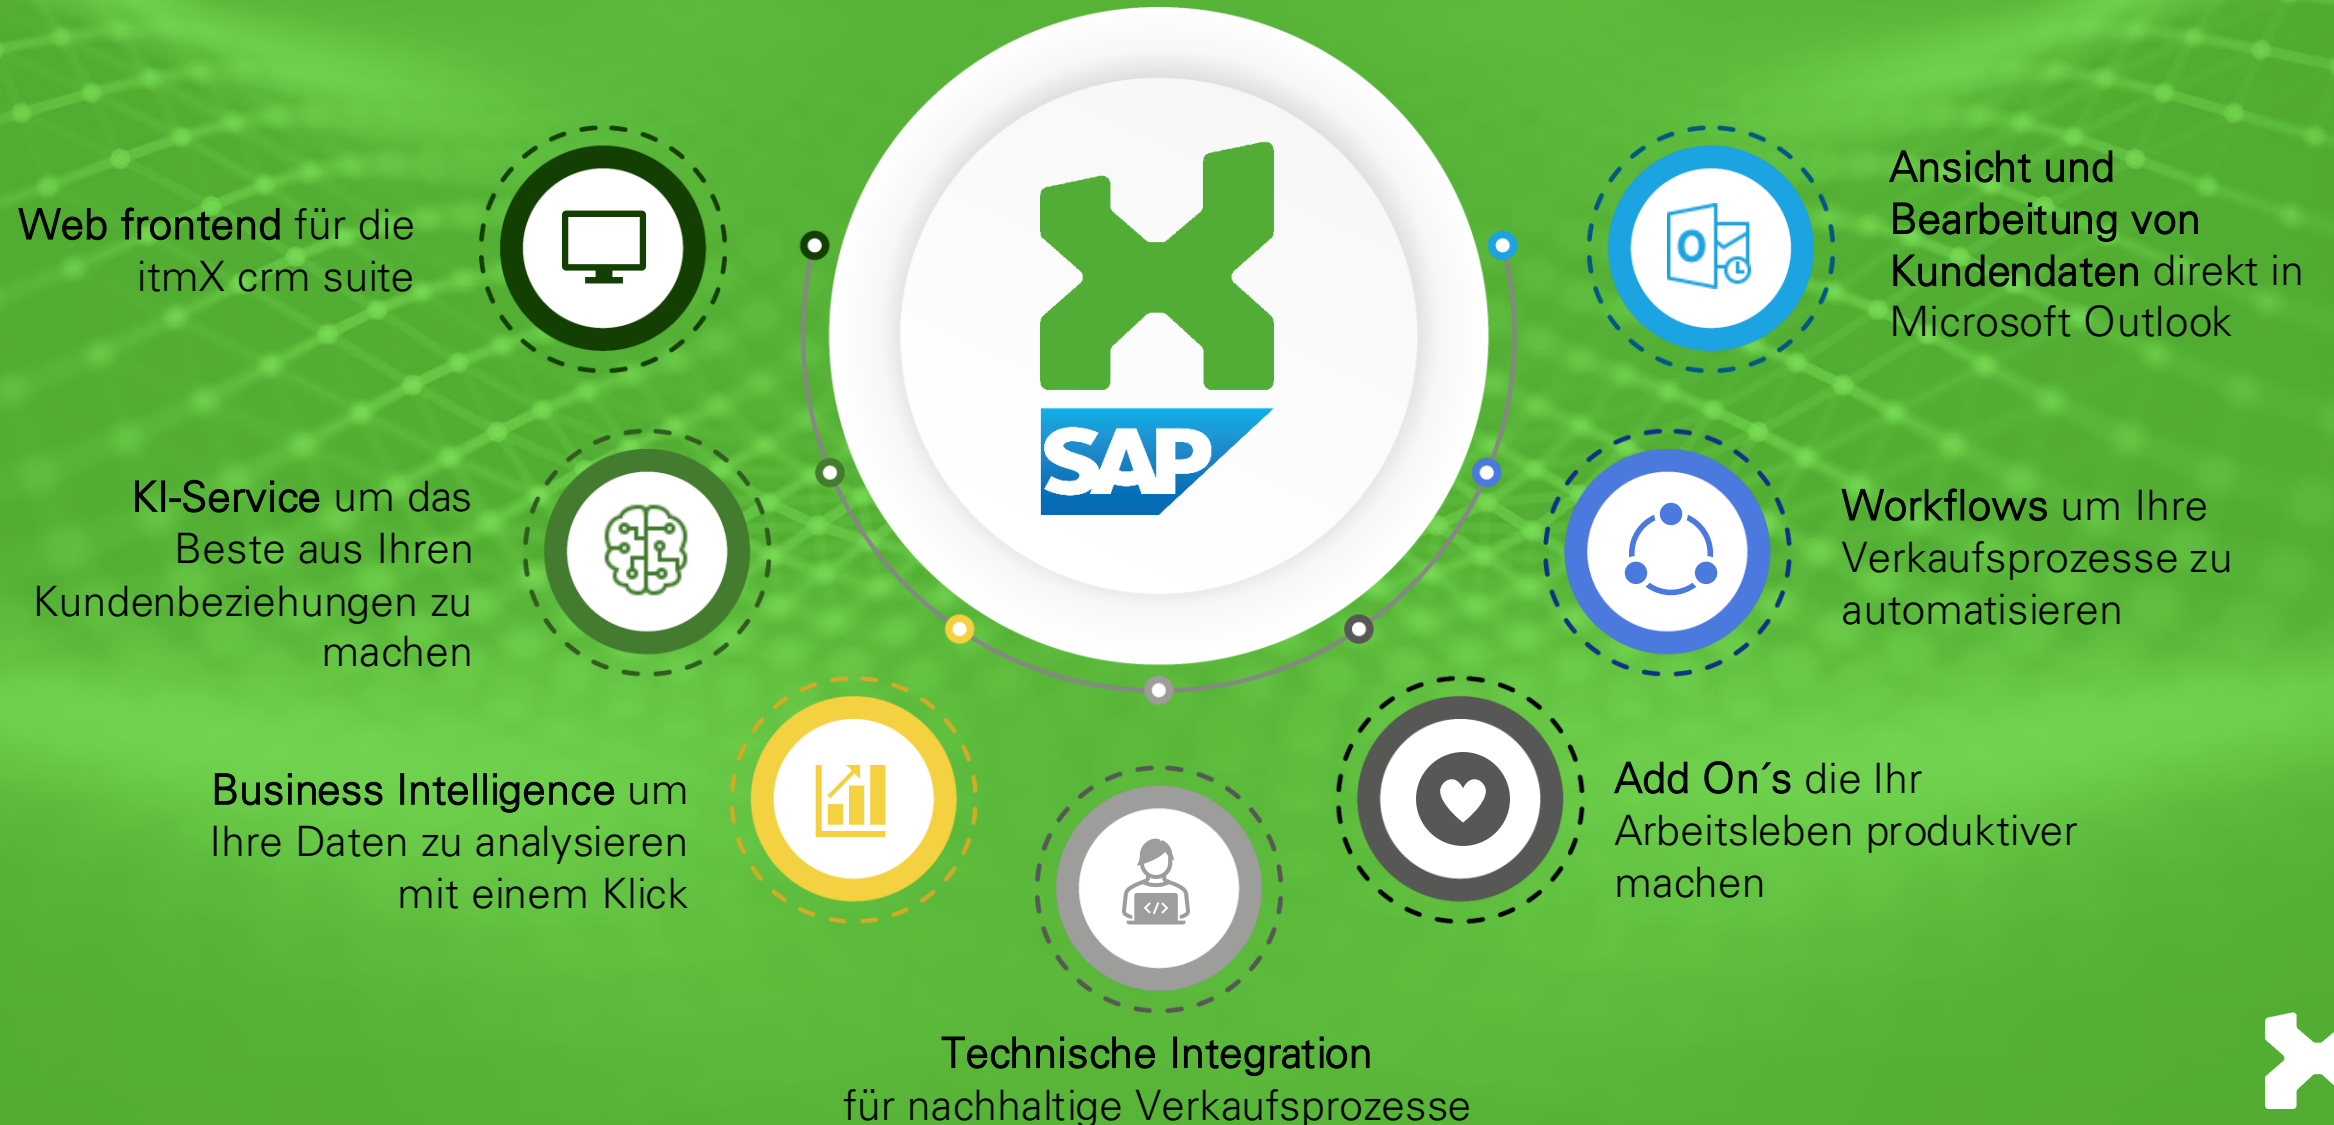 Web frontend für die
itmX crm suite
KI-Service um das
Beste aus Ihren
Kundenbeziehungen zu
machen
Business Intelligence um
Ihre Daten zu analysieren
mit einem Klick
SAP
O
</>
Technische Integration
für nachhaltige Verkaufsprozesse
Ansicht und
Bearbeitung von
Kundendaten direkt in
Microsoft Outlook
Workflows um Ihre
Verkaufsprozesse zu
automatisieren
Add On´s die Ihr
Arbeitsleben produktiver
machen